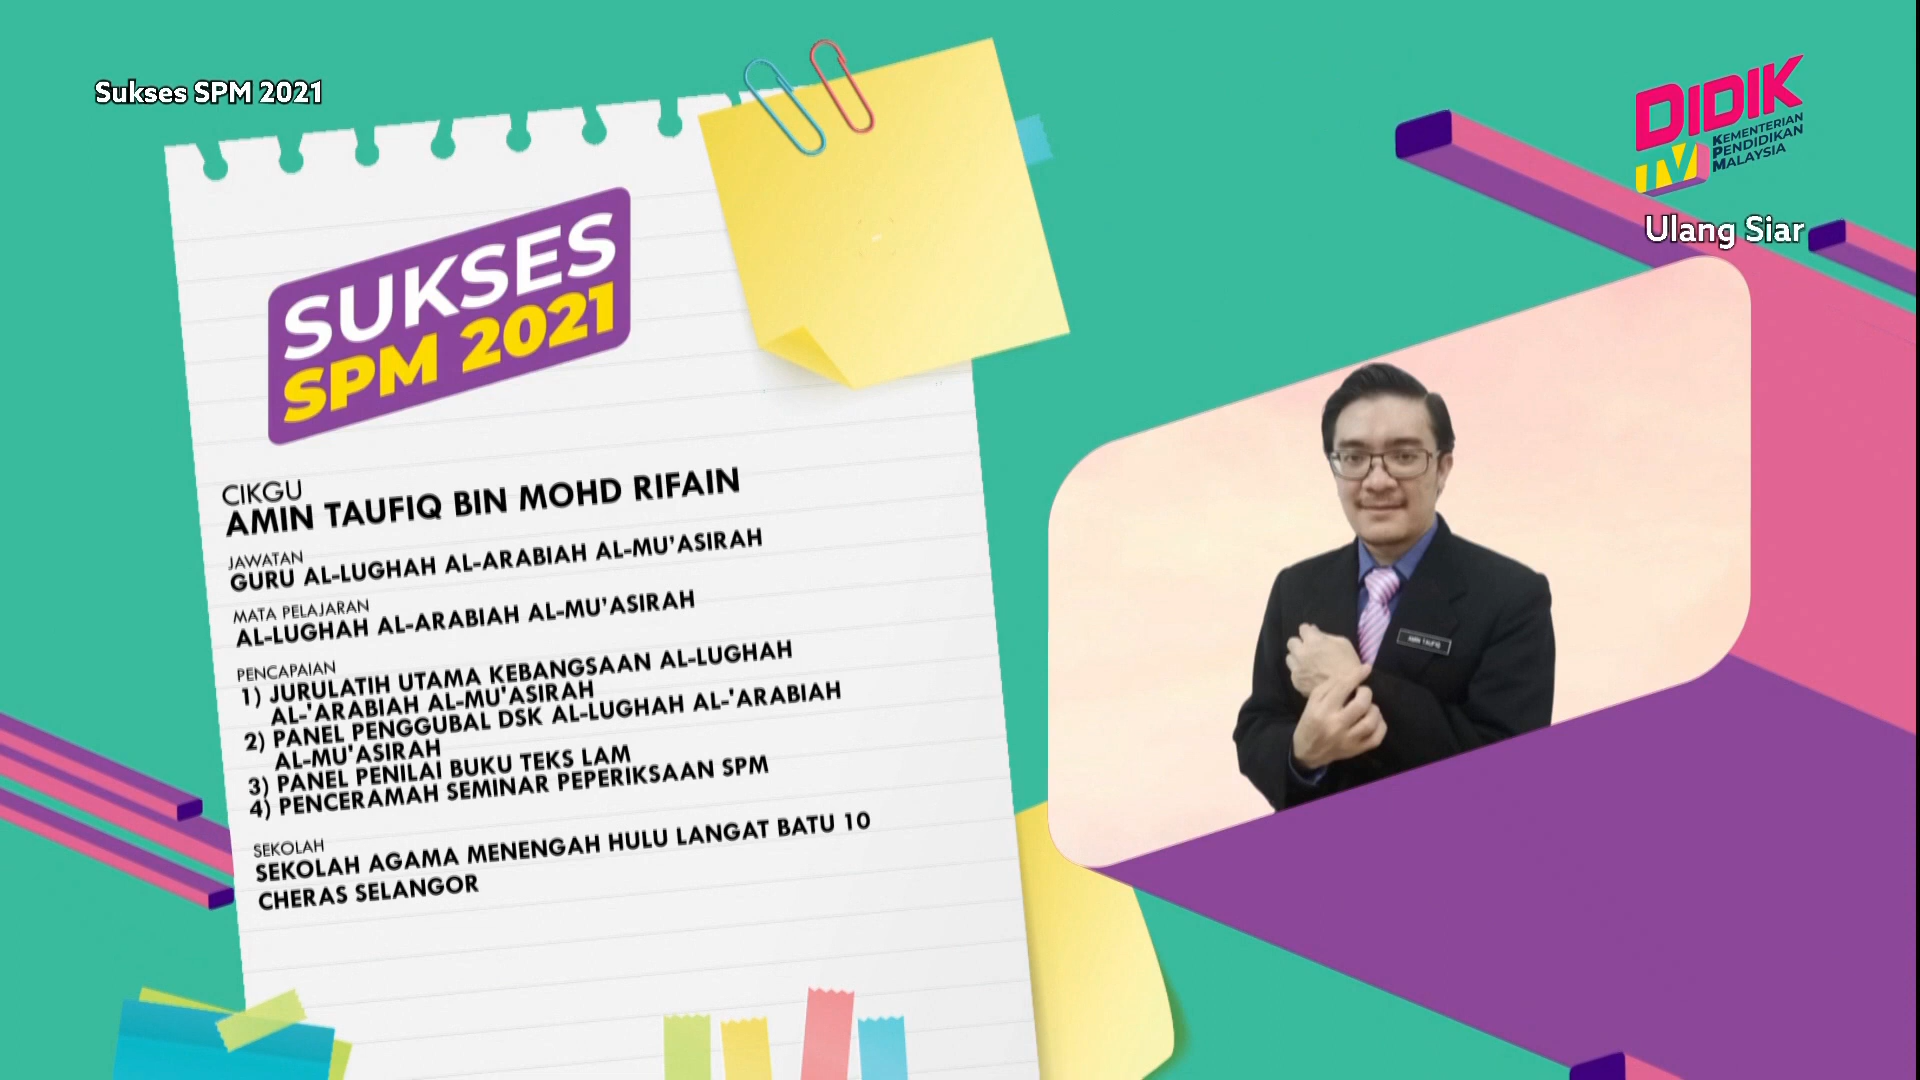 Sukses SPM 2021
DIDIK
TV
KEMENTERIAN
PENDIDIKAN
MALAYSIA
Ulang Siar
SUKSES
SPM 2021
CIKGU
AMIN TAUFIQ BIN MOHD RIFAIN
JAWATAN
GURU AL-LUGHAH AL-ARABIAH AL-MU'ASIRAH
MATA PELAJARAN
AL-LUGHAH AL-ARABIAH AL-MU'ASIRAH
PENCAPAIAN
1) JURULATIH UTAMA KEBANGSAAN AL-LUGHAH
AL-'ARABIAH AL-MU'ASIRAH
2) PANEL PENGGUBAL DSK AL-LUGHAH AL-'ARABIAH
AL-MU'ASIRAH
3) PANEL PENILAI BUKU TEKS LAM
4) PENCERAMAH SEMINAR PEPERIKSAAN SPM
SEKOLAH
SEKOLAH AGAMA MENENGAH HULU LANGAT BATU 10
CHERAS SELANGOR
AMIN TAUFIQ